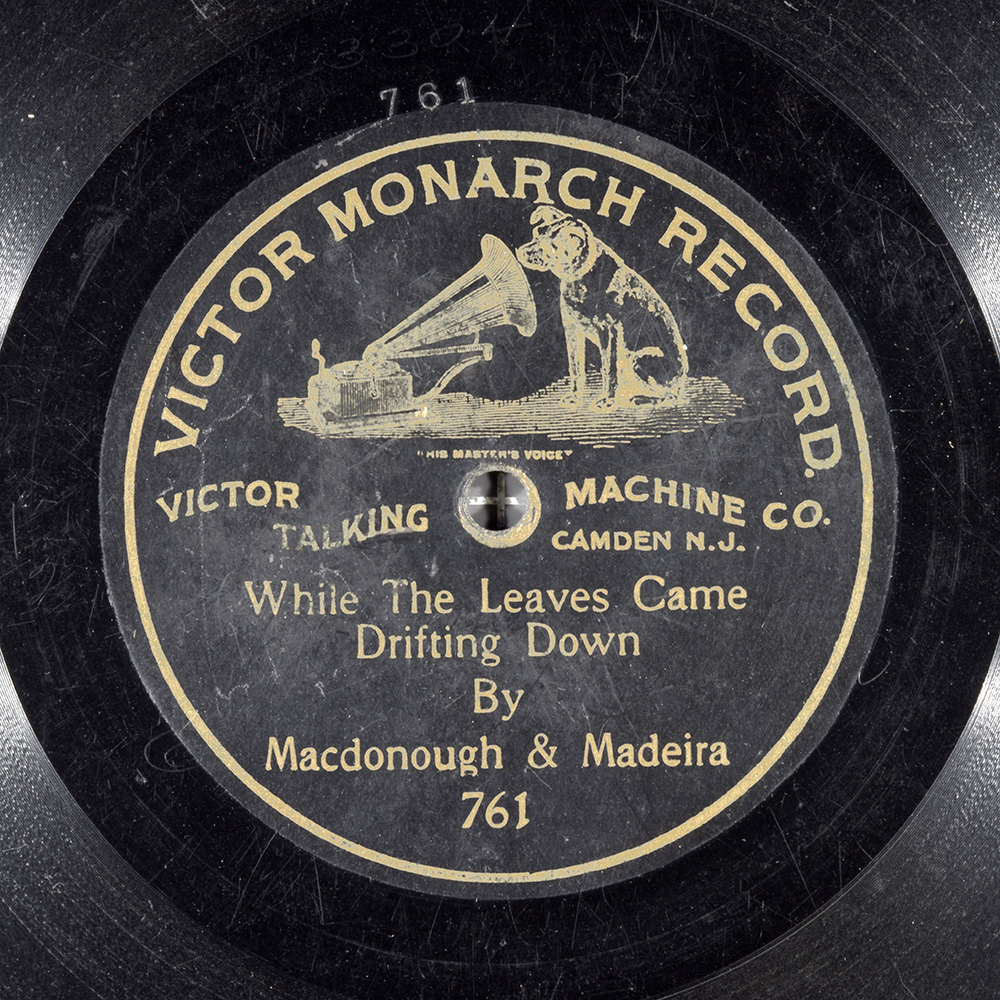 3304
761
VICTOR MONARCH RECORD.
"HIS MASTER'S VOICE"
VICTOR TALKING MACHINE CO.
CAMDEN N.J.
While The Leaves Came
Drifting Down
By
Macdonough & Madeira
761